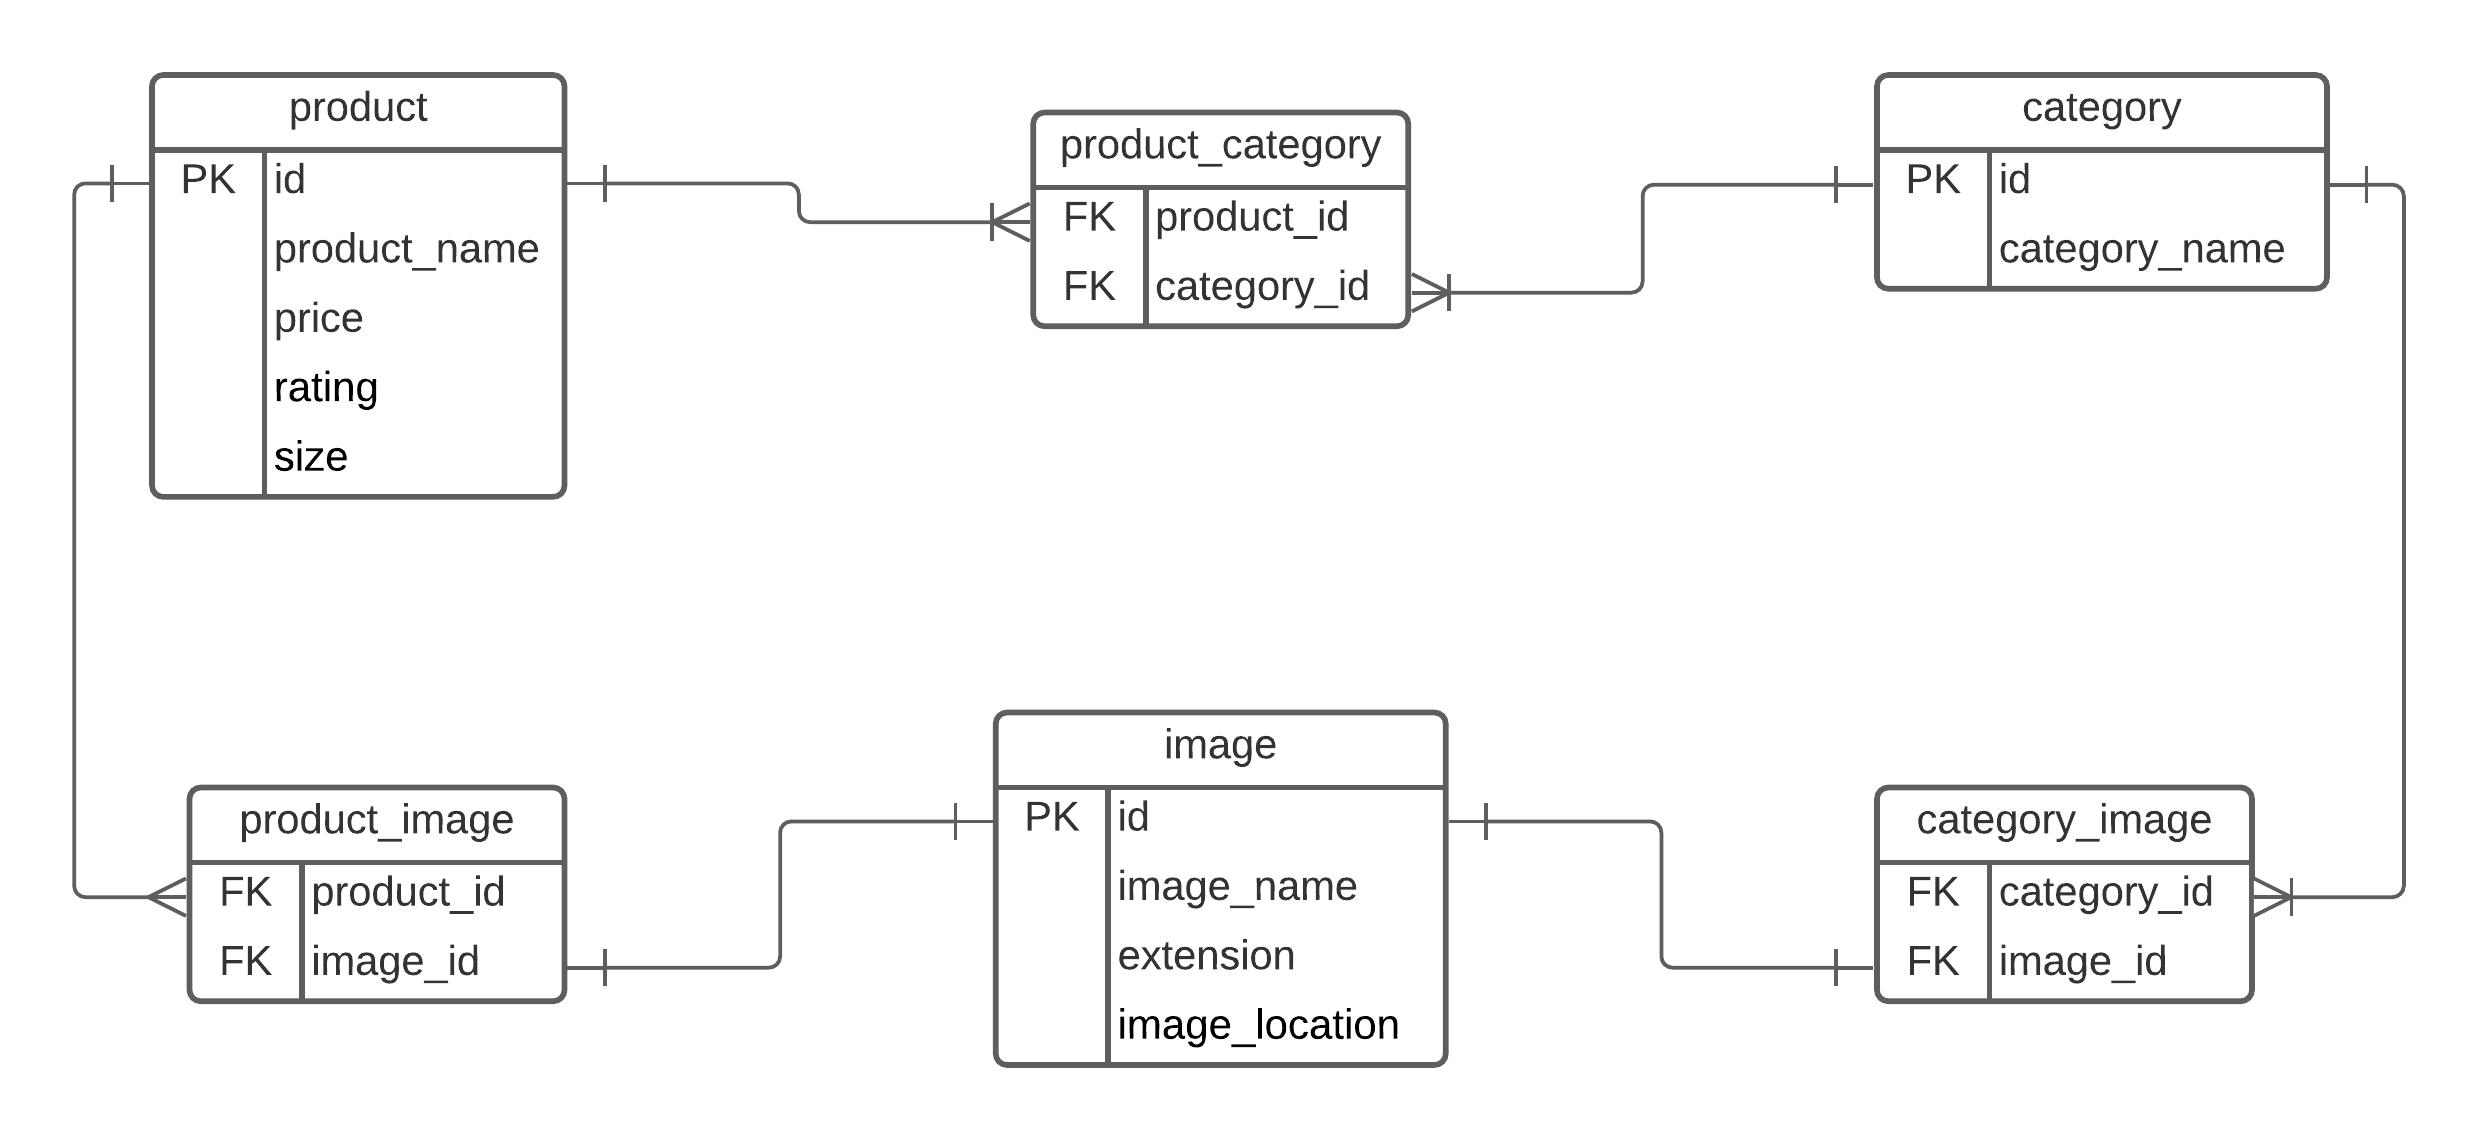 product
PK id
product_name
price
rating
size
product_category
FK product_id
FK category_id
category
PK id
category_name
product_image
FK product_id
FK image_id
image
PK id
image_name
extension
image_location
category_image
FK category_id
FK image_id